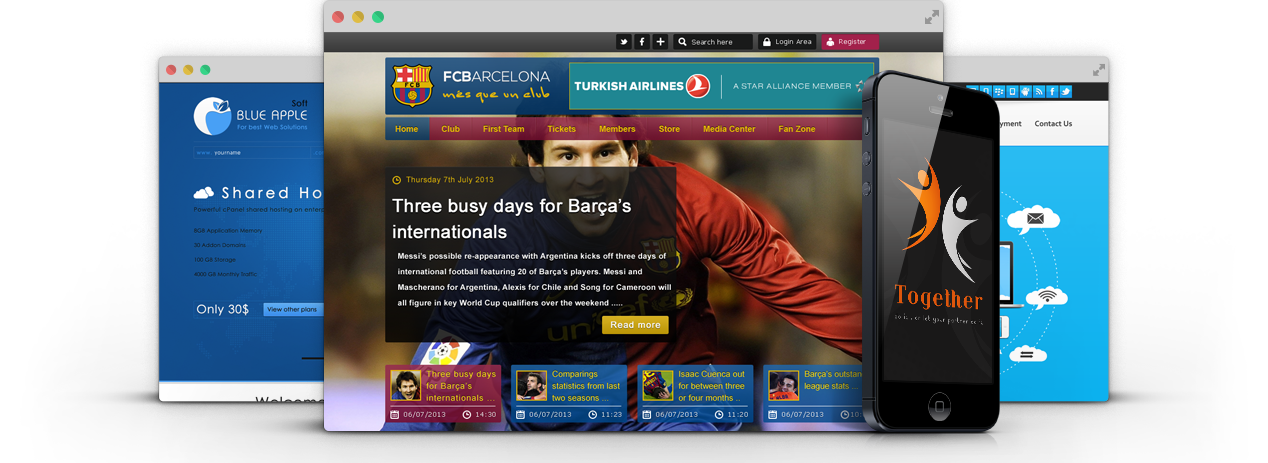 Search here
Login Area
Register
FCBARCELONA
més que un club
FCB
TURKISH AIRLINES
A STAR ALLIANCE MEMBER
Home
Club
First Team
Tickets
Members
Store
Media Center
Fan Zone
Thursday 7th July 2013
Three busy days for Barça's
internationals
Messi's possible re-appearance with Argentina kicks off three days of
international football featuring 20 of Barça's players. Messi and
Mascherano for Argentina, Alexis for Chile and Song for Cameroon will
all figure in key World Cup qualifiers over the weekend .....
Read more
unicef
Three busy days
for Barça's
internationals ...
06/07/2013
14:30
Comparings
statistics from last
two seasons ...
06/07/2013
11:23
Isaac Cuenca out
for between three
or four months ..
06/07/2013
11:20
Barça's outstan
league stats ...
06/07/2013
Soft
BLUE APPLE
For best Web Solutions
www. yourname
Shared Ho
Powerful cPanel shared hosting on enter
8GB Application Memory
20 Addon Domains
100 GB Storage
4000 GB Monthly Traffic
Only 30$
View other plans
Welcome
Together
yment
Contact Us